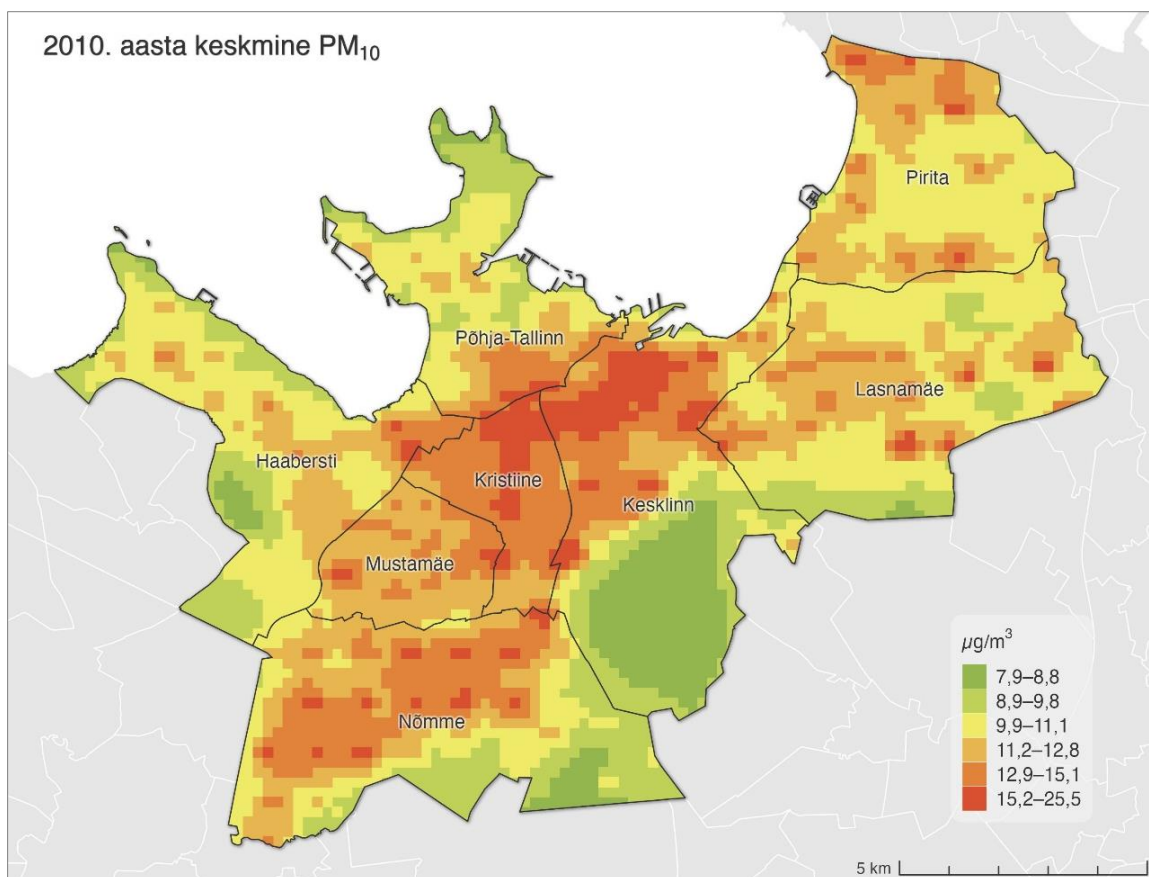 2010. aasta keskmine PM₁₀
Pirita
Põhja-Tallinn
Lasnamäe
Haabersti
Kristiine
Kesklinn
Mustamäe
Nõmme
µg/m³
7,9–8,8
8,9–9,8
9,9–11,1
11,2–12,8
12,9–15,1
15,2–25,5
5 km